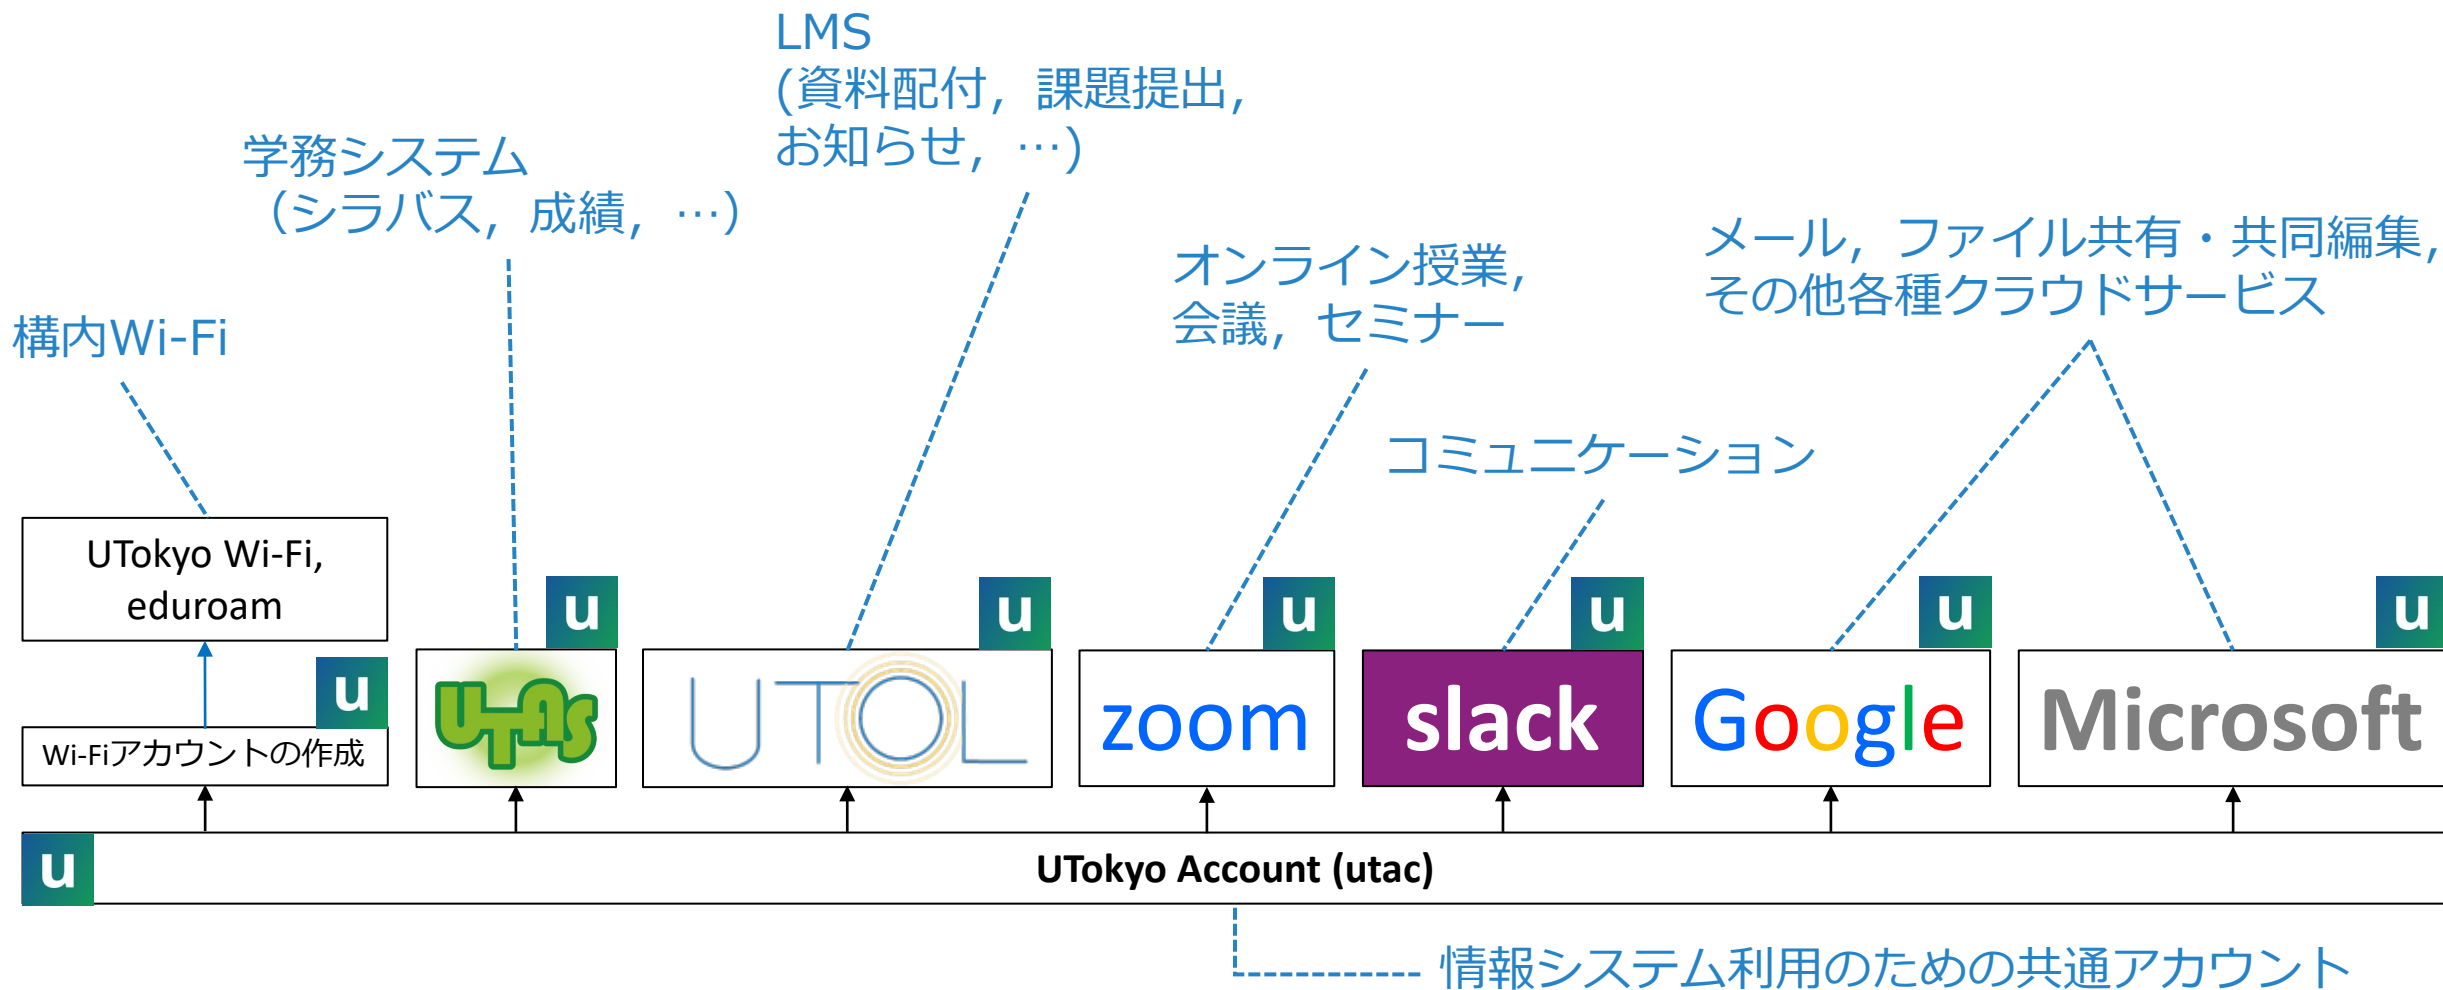 LMS
(資料配付，課題提出，
お知らせ，…)
学務システム
（シラバス，成績，…）
メール，ファイル共有・共同編集，
その他各種クラウドサービス
オンライン授業，
会議，セミナー
構内Wi-Fi
コミュニケーション
UTokyo Wi-Fi,
eduroam
u
u
u
u
u
u
u
Wi-Fiアカウントの作成
UTAS
UTOL
zoom
slack
Google
Microsoft
u
UTokyo Account (utac)
情報システム利用のための共通アカウント